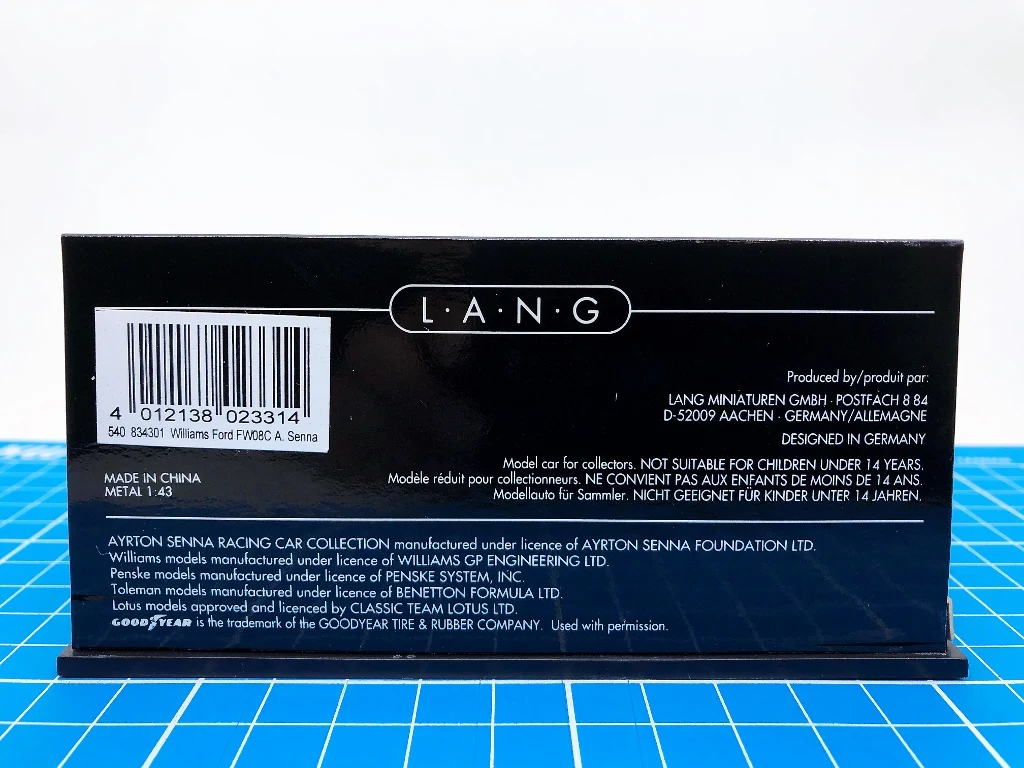 L·A·N·G
4 012138 023314
540 834301 Williams Ford FW08C A. Senna
Produced by/produit par:
LANG MINIATUREN GMBH · POSTFACH 8 84
D-52009 AACHEN · GERMANY/ALLEMAGNE
DESIGNED IN GERMANY
Model car for collectors. NOT SUITABLE FOR CHILDREN UNDER 14 YEARS.
Modèle réduit pour collectionneurs. NE CONVIENT PAS AUX ENFANTS DE MOINS DE 14 ANS.
Modellauto für Sammler. NICHT GEEIGNET FÜR KINDER UNTER 14 JAHREN.
MADE IN CHINA
METAL 1:43
AYRTON SENNA RACING CAR COLLECTION manufactured under licence of AYRTON SENNA FOUNDATION LTD.
Williams models manufactured under licence of WILLIAMS GP ENGINEERING LTD.
Penske models manufactured under licence of PENSKE SYSTEM, INC.
Toleman models manufactured under licence of BENETTON FORMULA LTD.
Lotus models approved and licenced by CLASSIC TEAM LOTUS LTD.
GOODYEAR is the trademark of the GOODYEAR TIRE & RUBBER COMPANY. Used with permission.